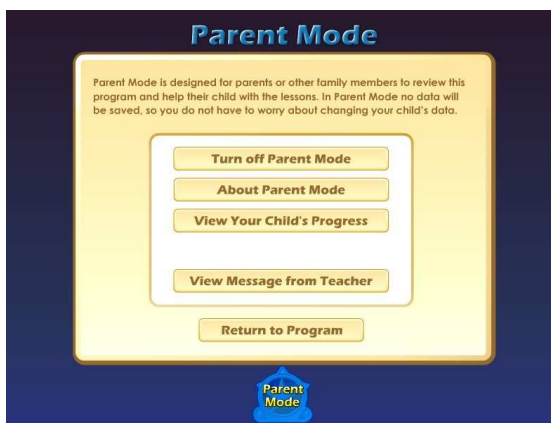 Parent Mode
Parent Mode is designed for parents or other family members to review this
program and help their child with the lessons. In Parent Mode no data will
be saved, so you do not have to worry about changing your child's data.
Turn off Parent Mode
About Parent Mode
View Your Child's Progress
View Message from Teacher
Return to Program
Parent
Mode